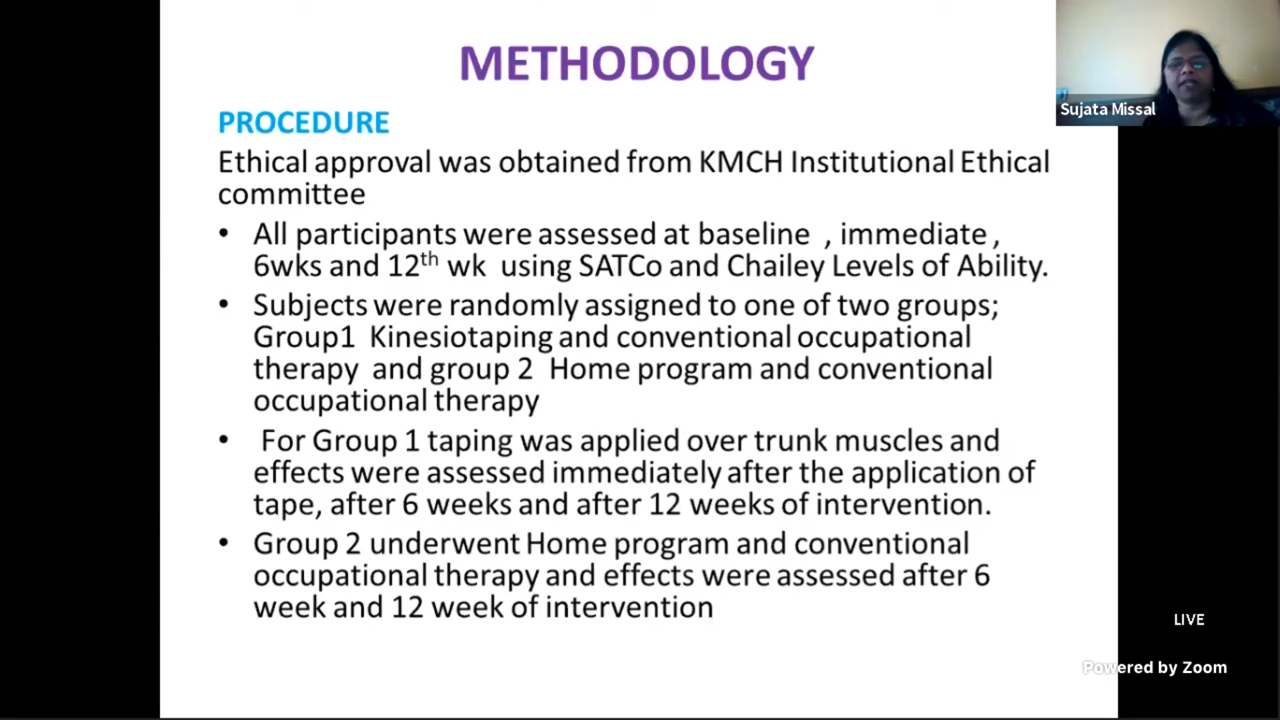 METHODOLOGY
Sujata Missal
PROCEDURE
Ethical approval was obtained from KMCH Institutional Ethical
committee
• All participants were assessed at baseline , immediate ,
6wks and 12th wk using SATCo and Chailey Levels of Ability.
• Subjects were randomly assigned to one of two groups;
Group1 Kinesiotaping and conventional occupational
therapy and group 2 Home program and conventional
occupational therapy
• For Group 1 taping was applied over trunk muscles and
effects were assessed immediately after the application of
tape, after 6 weeks and after 12 weeks of intervention.
• Group 2 underwent Home program and conventional
occupational therapy and effects were assessed after 6
week and 12 week of intervention
LIVE
Powered by Zoom